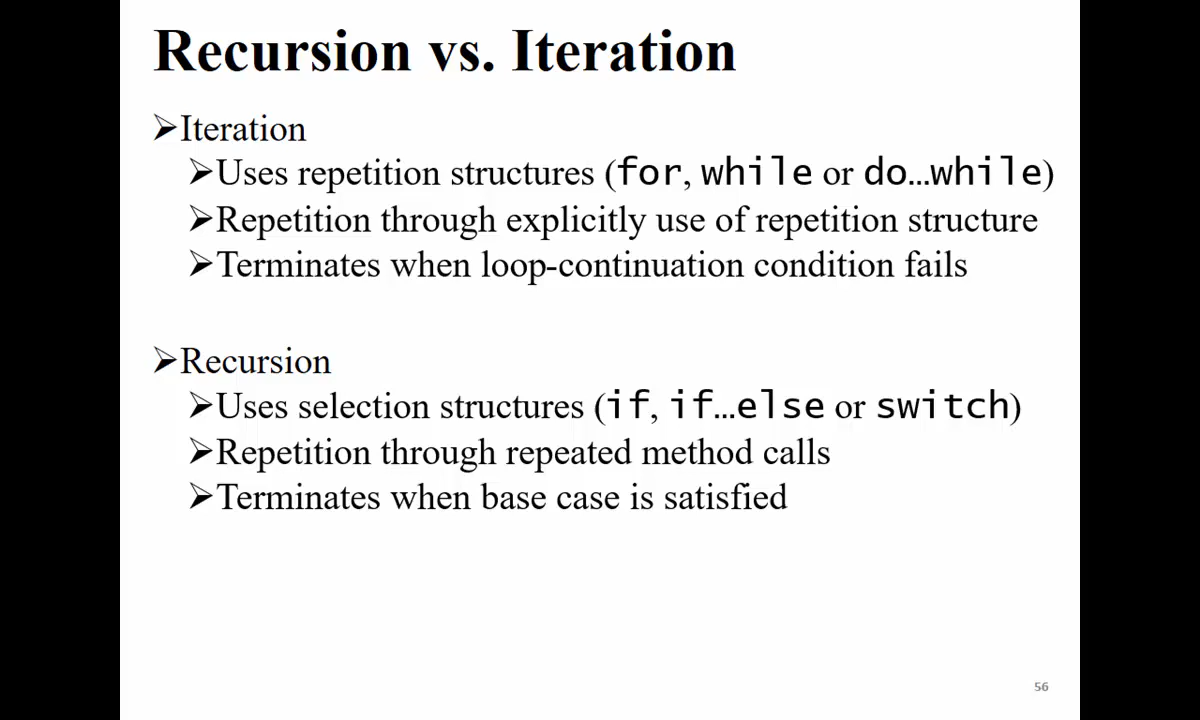 Recursion vs. Iteration
➢Iteration
➢Uses repetition structures (for, while or do…while)
➢Repetition through explicitly use of repetition structure
➢Terminates when loop-continuation condition fails
➢Recursion
➢Uses selection structures (if, if…else or switch)
➢Repetition through repeated method calls
➢Terminates when base case is satisfied
56